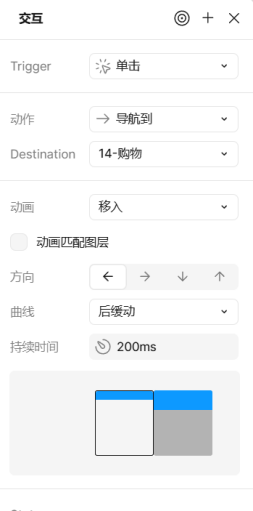 交互
Trigger 单击
动作 导航到
Destination 14-购物
动画 移入
动画匹配图层
方向
曲线 后缓动
持续时间 200ms